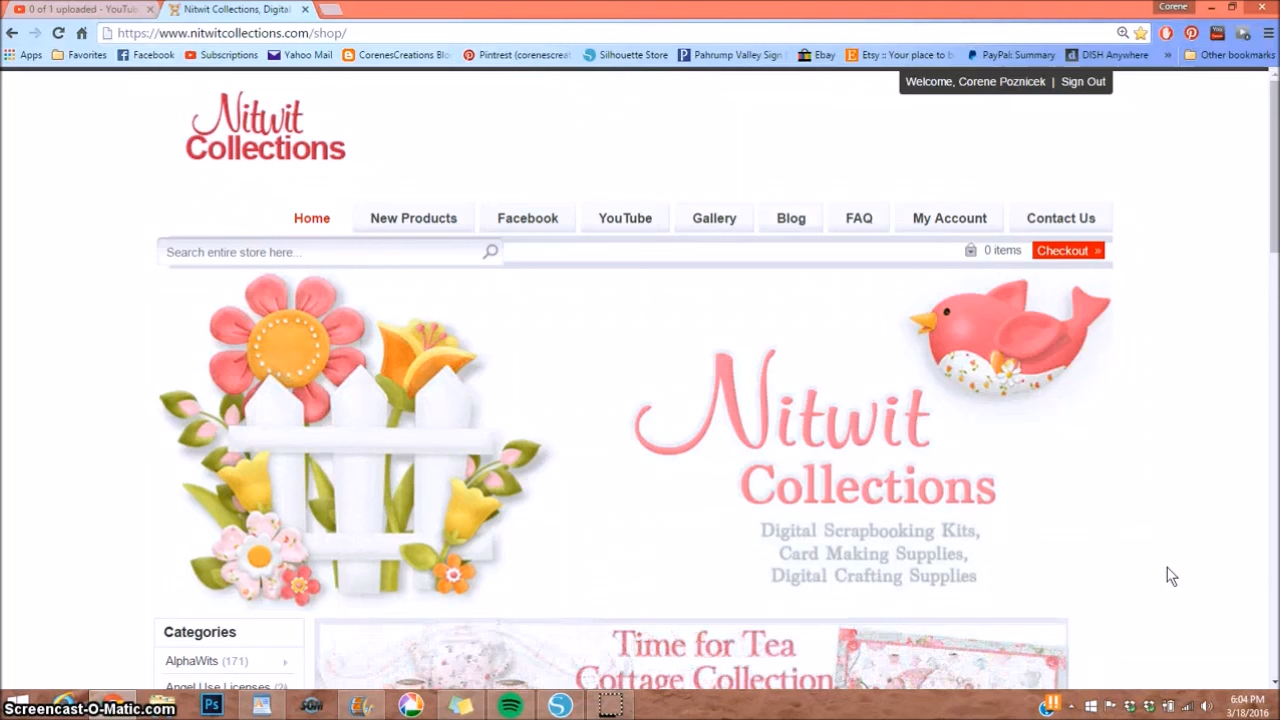 Corene
0 of 1 uploaded - YouTub
Nitwit Collections, Digital
https://www.nitwitcollections.com/shop/
Apps Favorites Facebook Subscriptions Yahoo Mail CorenesCreations Blo Pintrest (corenescreat Silhouette Store Pahrump Valley Sign Ebay Etsy :: Your place to b PayPal: Summary DISH Anywhere » Other bookmarks
Welcome, Corene Poznicek | Sign Out
Nitwit
Collections
Home New Products Facebook YouTube Gallery Blog FAQ My Account Contact Us
Search entire store here... 0 items Checkout »
Nitwit
Collections
Digital Scrapbooking Kits,
Card Making Supplies,
Digital Crafting Supplies
Categories
AlphaWits (171)
Angel Use Licenses
Time for Tea
Cottage Collection
Screencast-O-Matic.com
Ps
6:04 PM
3/18/2016